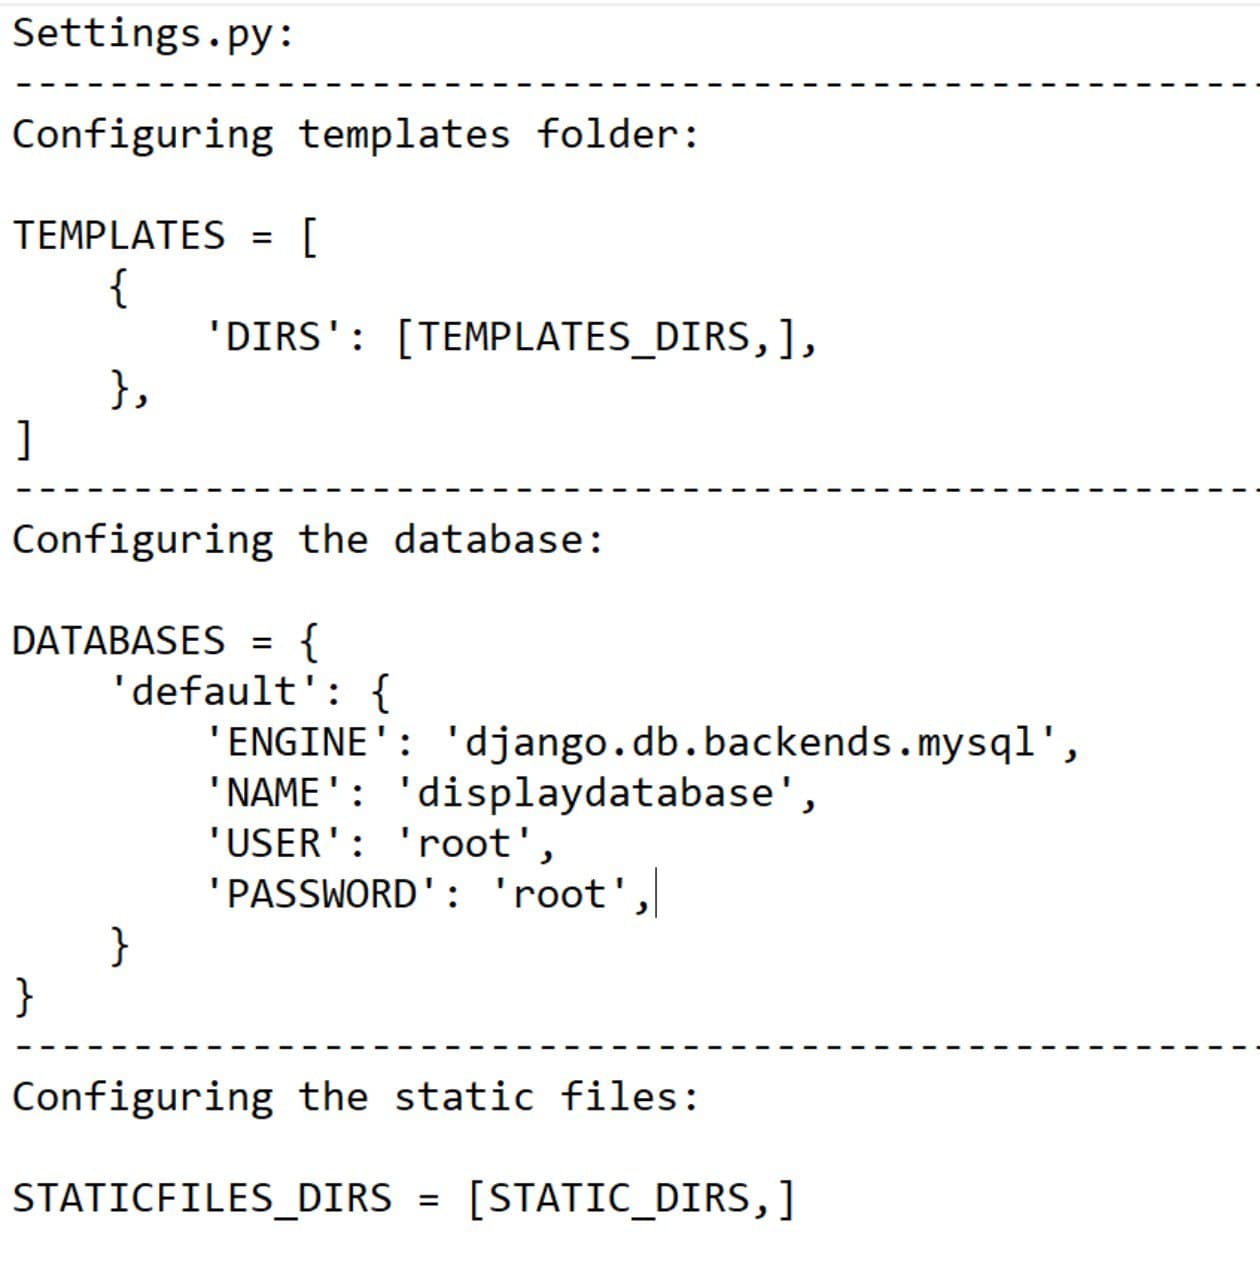 Settings.py:
-----------------------------------------------------
Configuring templates folder:
TEMPLATES = [
    {
        'DIRS': [TEMPLATES_DIRS,],
    },
]
-----------------------------------------------------
Configuring the database:
DATABASES = {
    'default': {
        'ENGINE': 'django.db.backends.mysql',
        'NAME': 'displaydatabase',
        'USER': 'root',
        'PASSWORD': 'root',
    }
}
-----------------------------------------------------
Configuring the static files:
STATICFILES_DIRS = [STATIC_DIRS,]